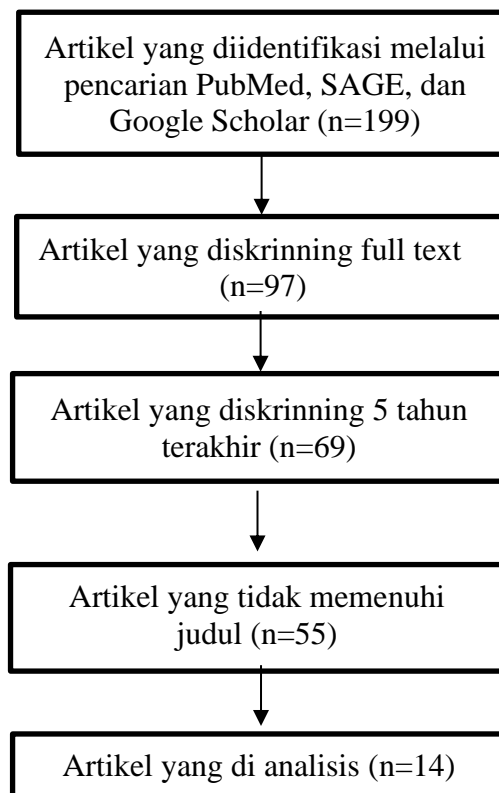 Artikel yang diidentifikasi melalui
pencarian PubMed, SAGE, dan
Google Scholar (n=199)
Artikel yang diskrinning full text
(n=97)
Artikel yang diskrinning 5 tahun
terakhir (n=69)
Artikel yang tidak memenuhi
judul (n=55)
Artikel yang di analisis (n=14)